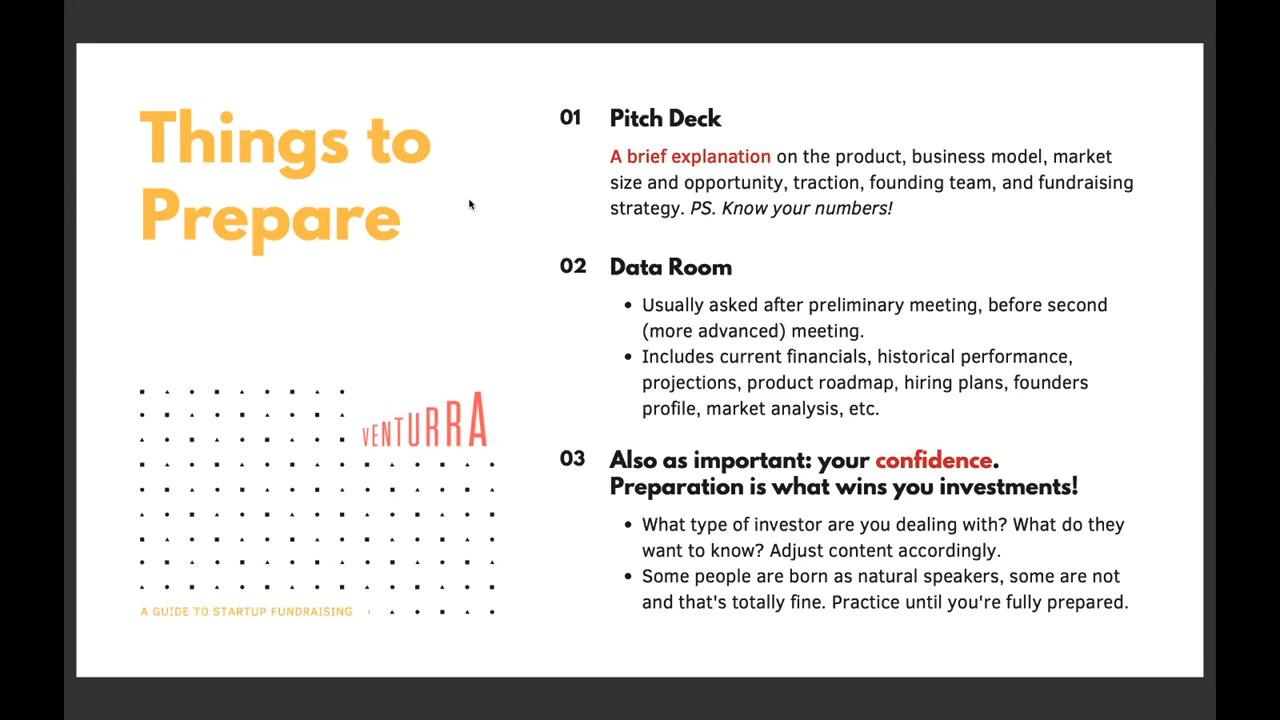 Things to
Prepare
VENTURRA
A GUIDE TO STARTUP FUNDRAISING
01 Pitch Deck
A brief explanation on the product, business model, market
size and opportunity, traction, founding team, and fundraising
strategy. PS. Know your numbers!
02 Data Room
• Usually asked after preliminary meeting, before second
(more advanced) meeting.
• Includes current financials, historical performance,
projections, product roadmap, hiring plans, founders
profile, market analysis, etc.
03 Also as important: your confidence.
Preparation is what wins you investments!
• What type of investor are you dealing with? What do they
want to know? Adjust content accordingly.
• Some people are born as natural speakers, some are not
and that's totally fine. Practice until you're fully prepared.